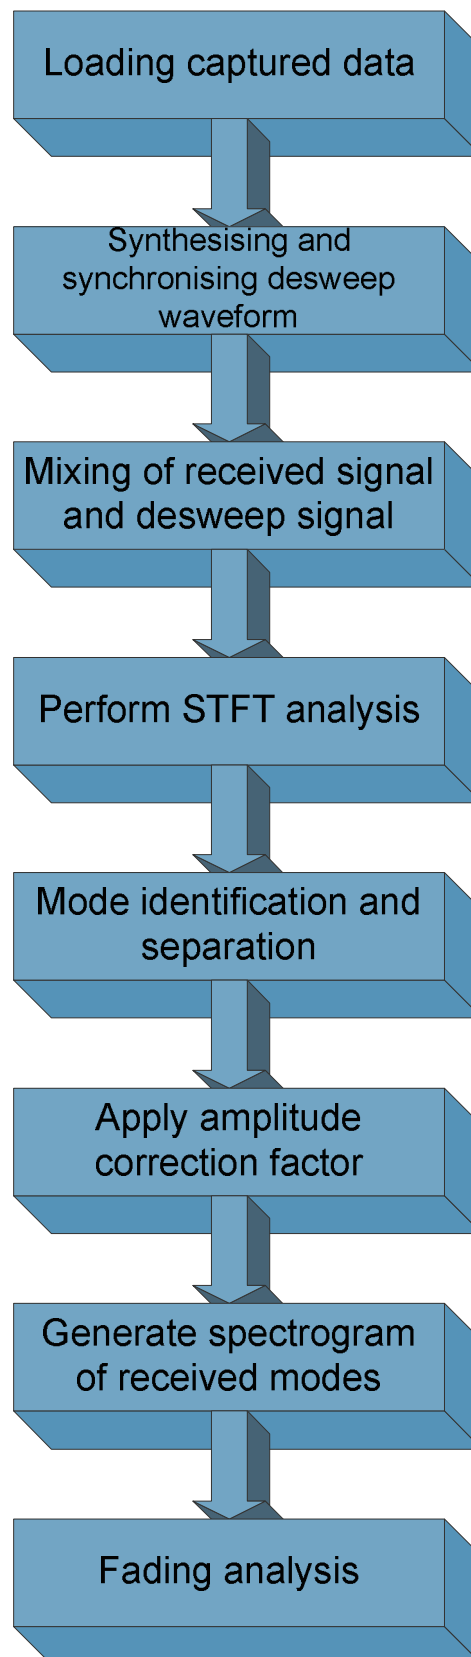 Loading captured data
Synthesising and
synchronising desweep
waveform
Mixing of received signal
and desweep signal
Perform STFT analysis
Mode identification and
separation
Apply amplitude
correction factor
Generate spectrogram
of received modes
Fading analysis